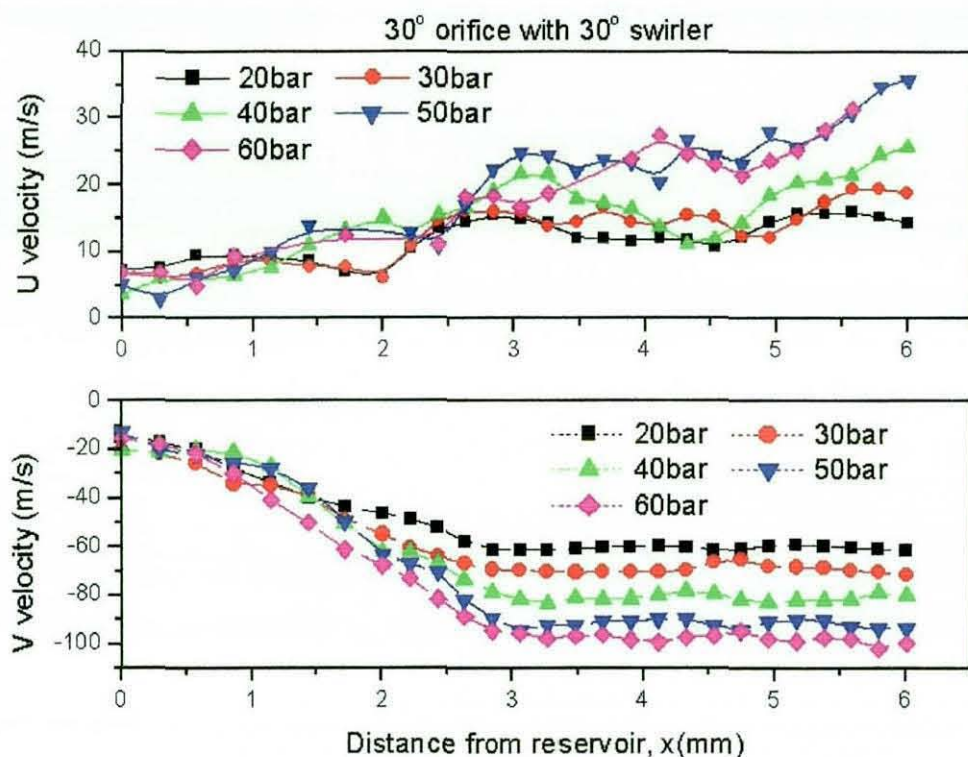 30° orifice with 30° swirler
40
30
20
10
0
U velocity (m/s)
20bar
30bar
40bar
50bar
60bar
0 1 2 3 4 5 6
0
-20
-40
-60
-80
-100
V velocity (m/s)
20bar
30bar
40bar
50bar
60bar
0 1 2 3 4 5 6
Distance from reservoir, x(mm)